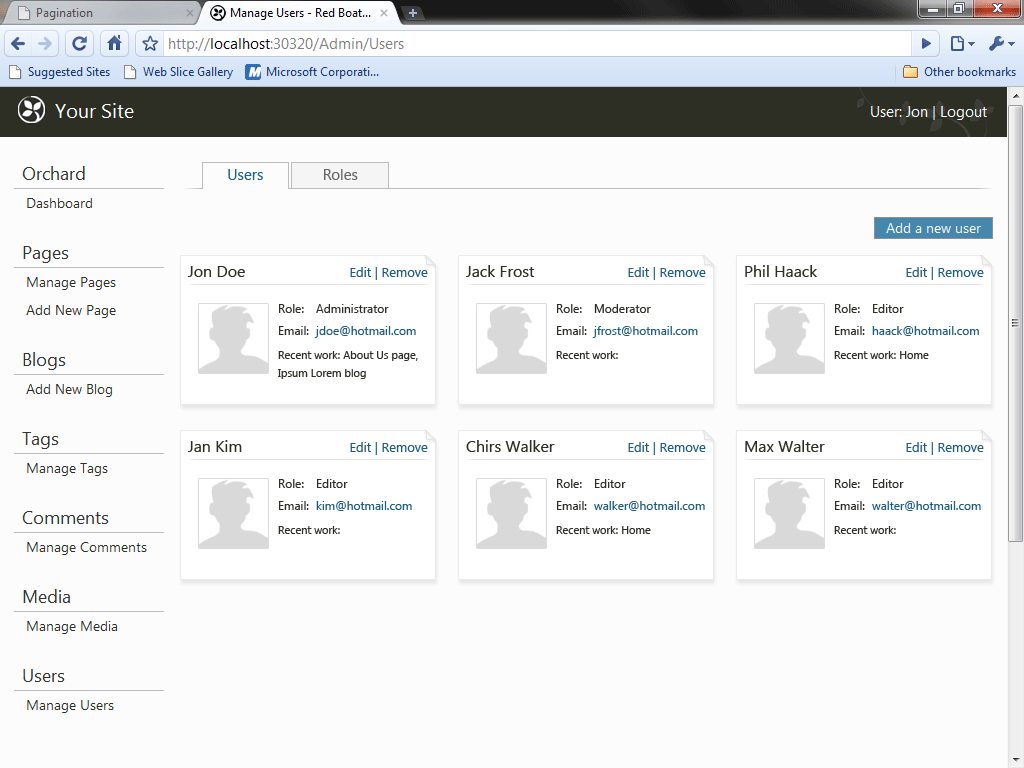 Pagination
Manage Users - Red Boat...
http://localhost:30320/Admin/Users
Suggested Sites
Web Slice Gallery
Microsoft Corporati...
Other bookmarks
Your Site
User: Jon | Logout
Orchard
Dashboard
Pages
Manage Pages
Add New Page
Blogs
Add New Blog
Tags
Manage Tags
Comments
Manage Comments
Media
Manage Media
Users
Manage Users
Users
Roles
Add a new user
Jon Doe
Edit | Remove
Role: Administrator
Email: jdoe@hotmail.com
Recent work: About Us page,
Ipsum Lorem blog
Jack Frost
Edit | Remove
Role: Moderator
Email: jfrost@hotmail.com
Recent work:
Phil Haack
Edit | Remove
Role: Editor
Email: haack@hotmail.com
Recent work: Home
Jan Kim
Edit | Remove
Role: Editor
Email: kim@hotmail.com
Recent work:
Chirs Walker
Edit | Remove
Role: Editor
Email: walker@hotmail.com
Recent work: Home
Max Walter
Edit | Remove
Role: Editor
Email: walter@hotmail.com
Recent work: